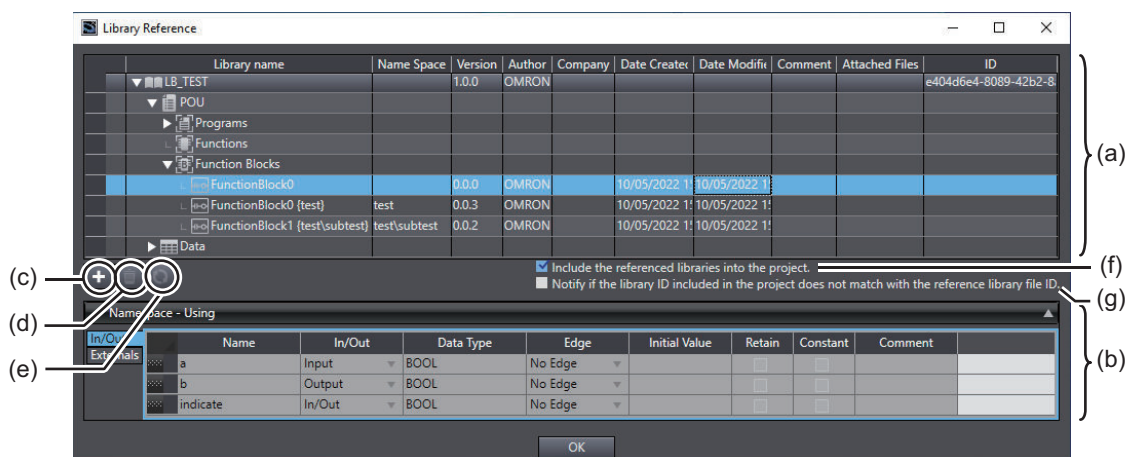 Library Reference
Library name Name Space Version Author Company Date Created Date Modifie Comment Attached Files ID
LB_TEST 1.0.0 OMRON e404d6e4-8089-42b2-8
POU
Programs
Functions
Function Blocks
FunctionBlock0 0.0.0 OMRON 10/05/2022 1 10/05/2022 1
FunctionBlock0 {test} test 0.0.3 OMRON 10/05/2022 1 10/05/2022 1
FunctionBlock1 {test\subtest} test\subtest 0.0.2 OMRON 10/05/2022 1 10/05/2022 1
Data
(a)
Include the referenced libraries into the project.
(f)
(c)
Notify if the library ID included in the project does not match with the reference library file ID.
(g)
(d)
Namespace - Using
In/Out
Name In/Out Data Type Edge Initial Value Retain Constant Comment
Externals
a Input BOOL No Edge
(b)
(e)
b Output BOOL No Edge
indicate In/Out BOOL No Edge
OK